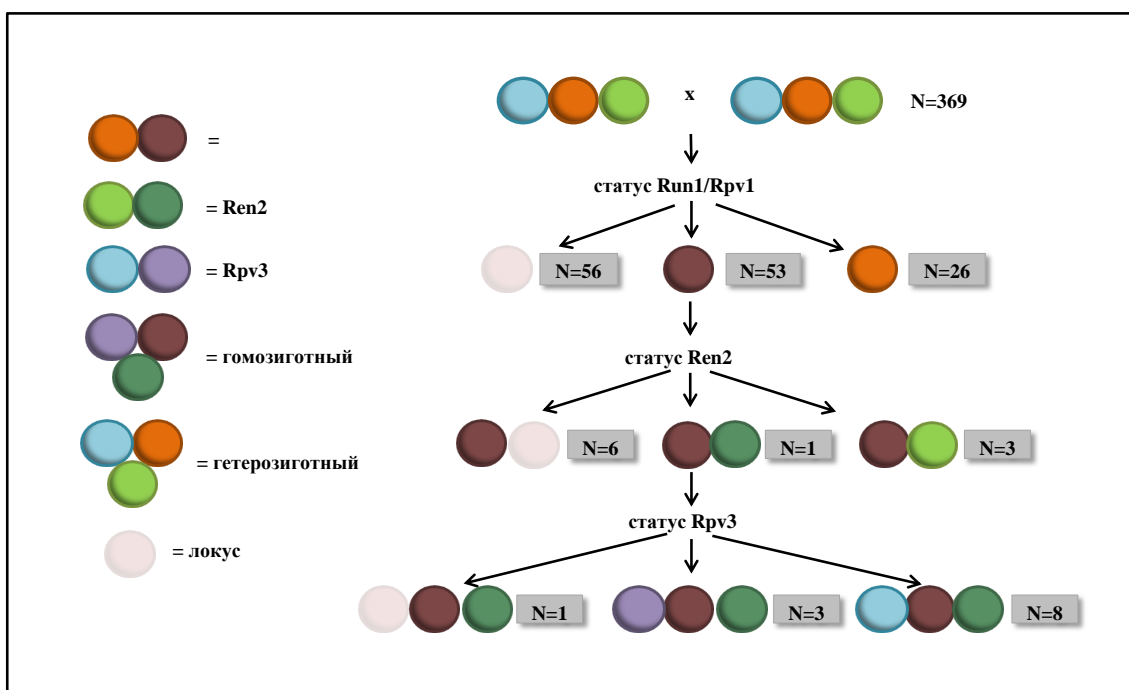 x N=369
=
= Ren2
= Rpv3
= гомозиготный
= гетерозиготный
= локус
статус Run1/Rpv1
N=56 N=53 N=26
статус Ren2
N=6 N=1 N=3
статус Rpv3
N=1 N=3 N=8